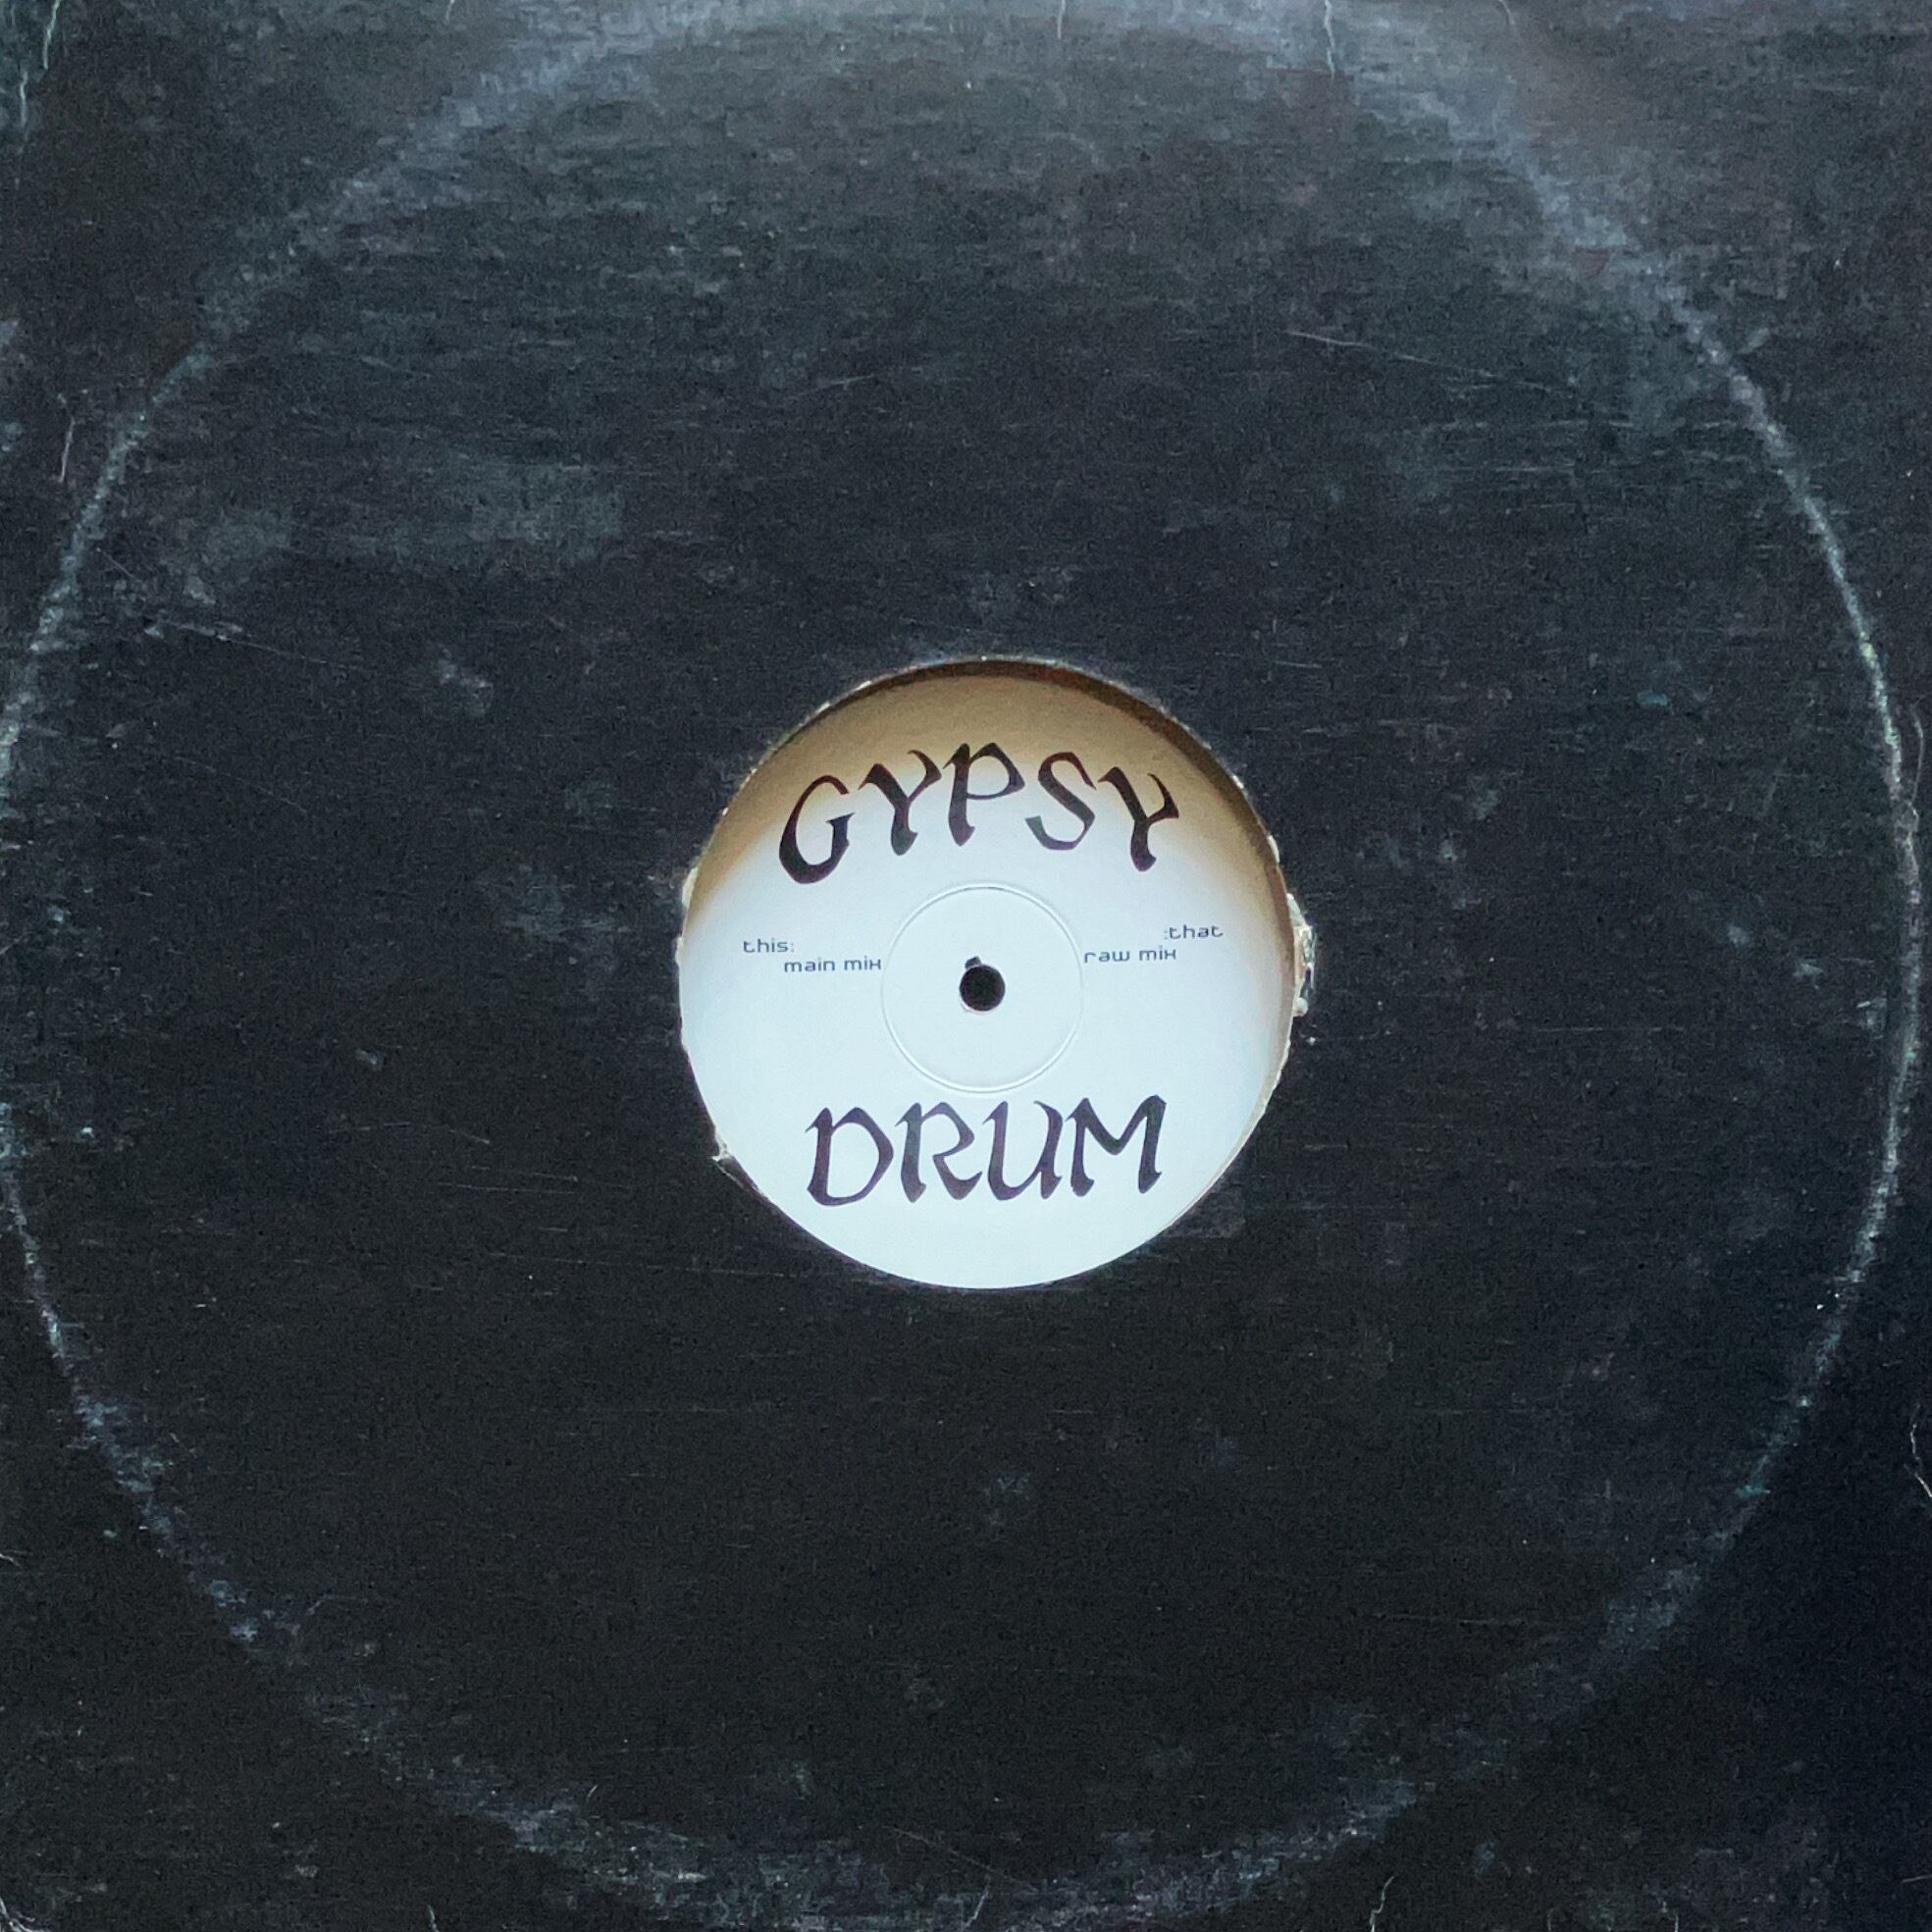 GYPSY
this:
main mix
:that
raw mix
DRUM